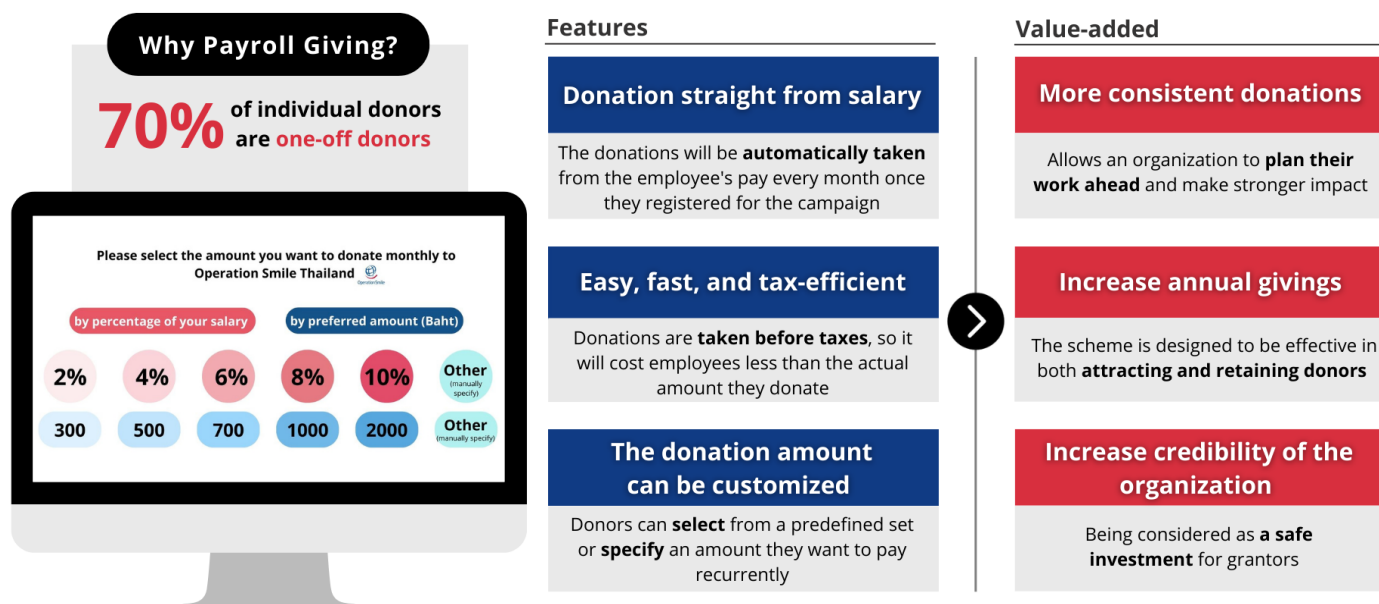 Why Payroll Giving?
70% of individual donors
are one-off donors
Please select the amount you want to donate monthly to
Operation Smile Thailand
OperationSmile
by percentage of your salary
by preferred amount (Baht)
2% 4% 6% 8% 10% Other
(manually
specify)
300 500 700 1000 2000 Other
(manually specify)
Features
Donation straight from salary
The donations will be automatically taken
from the employee's pay every month once
they registered for the campaign
Easy, fast, and tax-efficient
Donations are taken before taxes, so it
will cost employees less than the actual
amount they donate
The donation amount
can be customized
Donors can select from a predefined set
or specify an amount they want to pay
recurrently
Value-added
More consistent donations
Allows an organization to plan their
work ahead and make stronger impact
Increase annual givings
The scheme is designed to be effective in
both attracting and retaining donors
Increase credibility of the
organization
Being considered as a safe
investment for grantors